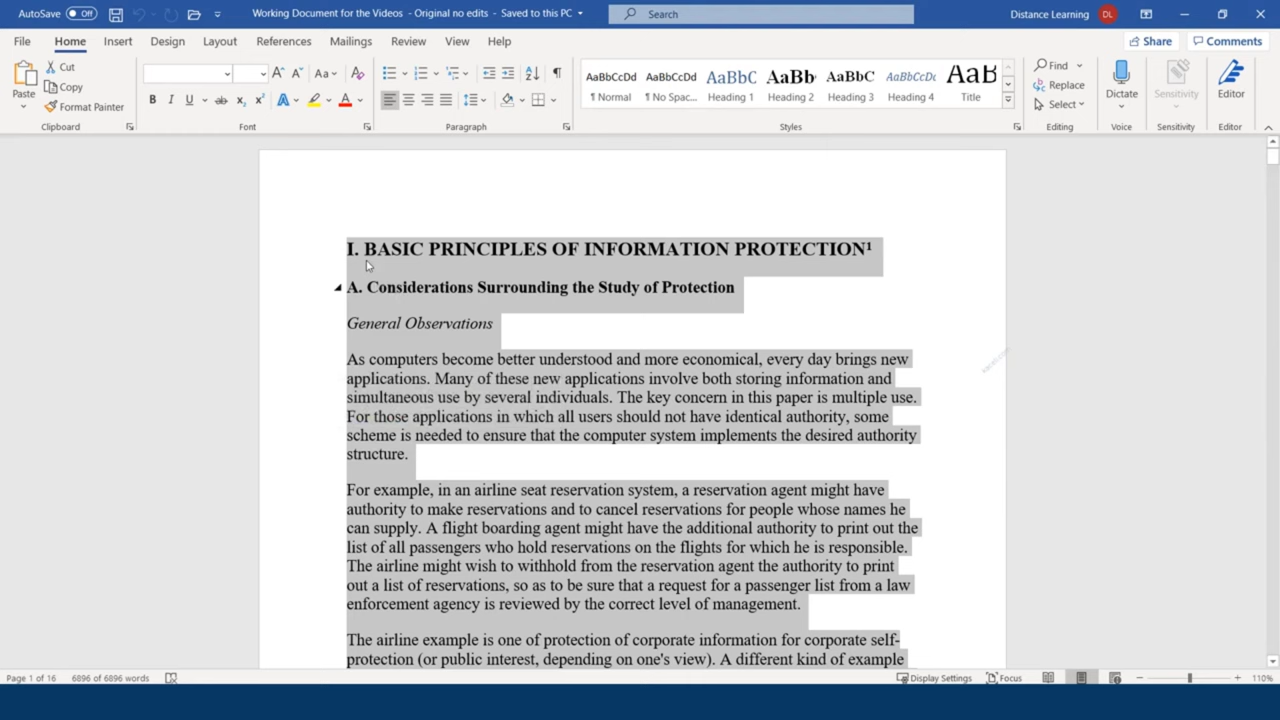 AutoSave Off Working Document for the Videos - Original no edits - Saved to this PC Search Distance Learning DL
File Home Insert Design Layout References Mailings Review View Help Share Comments
Paste
Cut
Copy
Format Painter
Clipboard
Aa
B I U ab x₂ x² A A
Font
Paragraph
AaBbCcDd AaBbCcDd AaBbC AaBb AaBbC AaBbCcDc AaB
¶ Normal ¶ No Spac... Heading 1 Heading 2 Heading 3 Heading 4 Title
Styles
Find
Replace
Select
Editing
Dictate
Voice
Sensitivity
Sensitivity
Editor
Editor
I. BASIC PRINCIPLES OF INFORMATION PROTECTION¹
A. Considerations Surrounding the Study of Protection
General Observations
As computers become better understood and more economical, every day brings new
applications. Many of these new applications involve both storing information and
simultaneous use by several individuals. The key concern in this paper is multiple use.
For those applications in which all users should not have identical authority, some
scheme is needed to ensure that the computer system implements the desired authority
structure.
For example, in an airline seat reservation system, a reservation agent might have
authority to make reservations and to cancel reservations for people whose names he
can supply. A flight boarding agent might have the additional authority to print out the
list of all passengers who hold reservations on the flights for which he is responsible.
The airline might wish to withhold from the reservation agent the authority to print
out a list of reservations, so as to be sure that a request for a passenger list from a law
enforcement agency is reviewed by the correct level of management.
The airline example is one of protection of corporate information for corporate self-
protection (or public interest, depending on one's view). A different kind of example
Page 1 of 16 6896 of 6896 words Display Settings Focus 110%